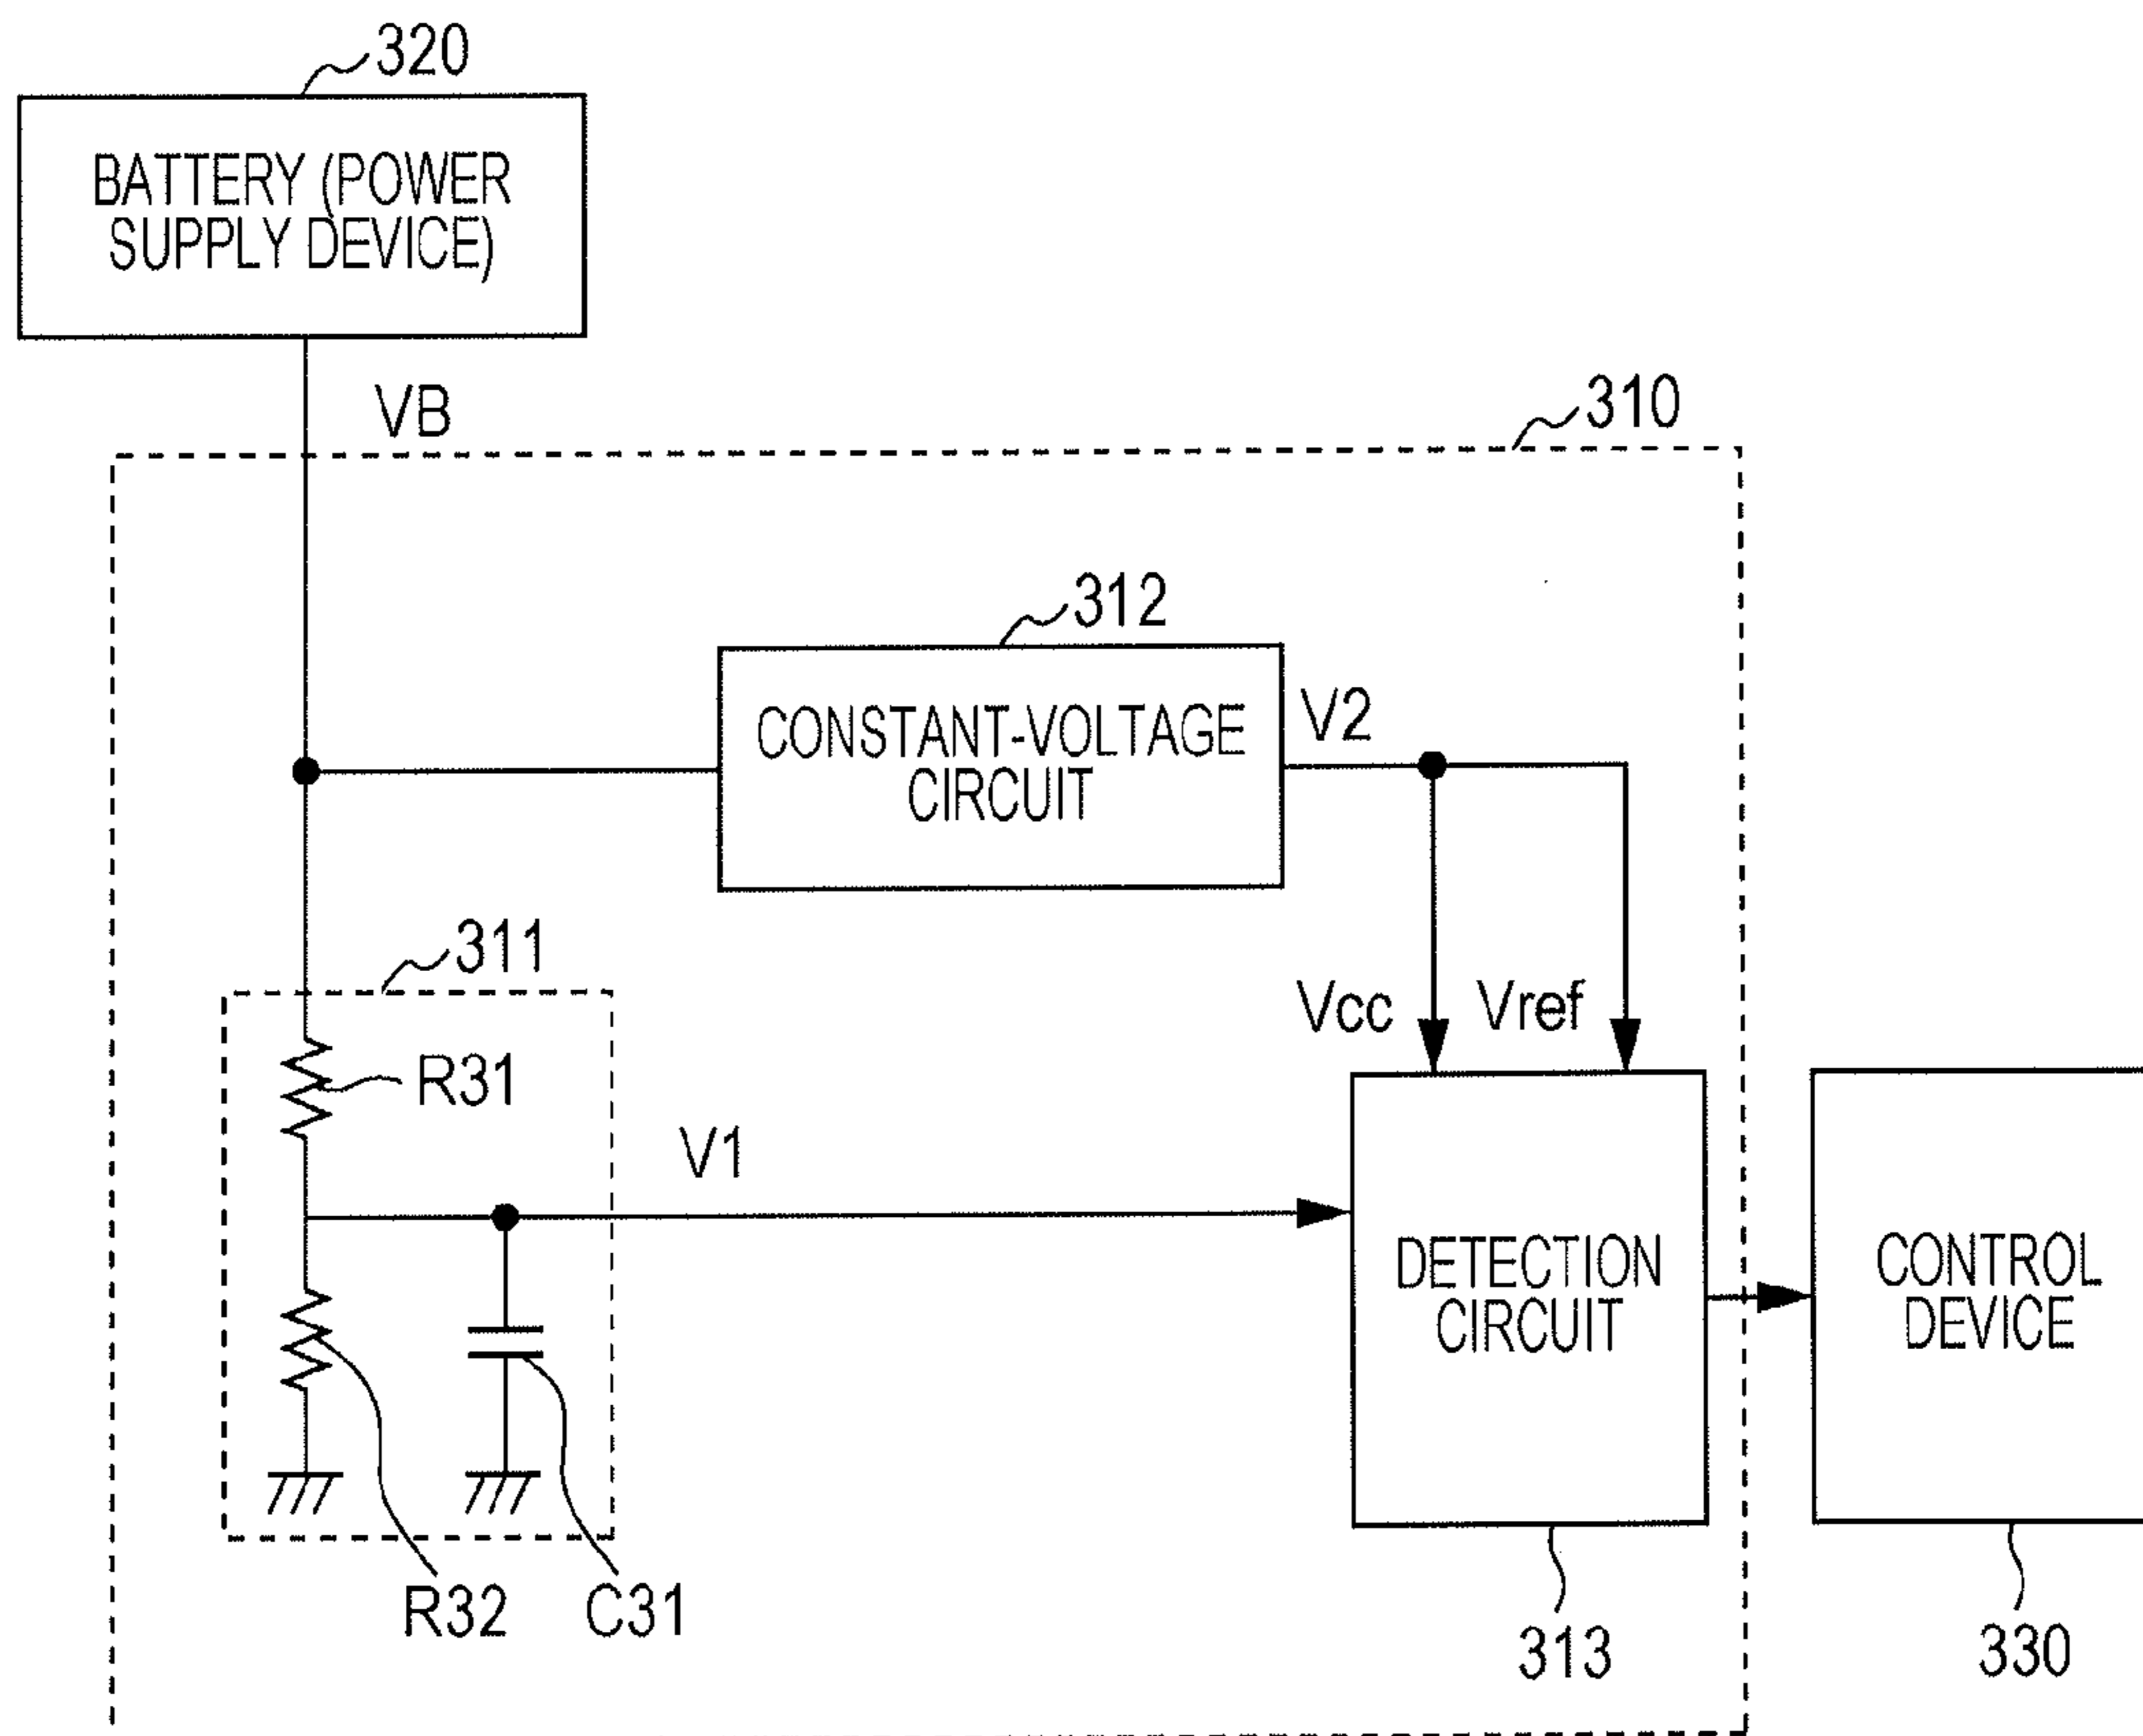 320
BATTERY (POWER
SUPPLY DEVICE)
VB
310
312
CONSTANT-VOLTAGE
CIRCUIT
V2
311
Vcc
Vref
R31
V1
DETECTION
CIRCUIT
CONTROL
DEVICE
R32
C31
313
330